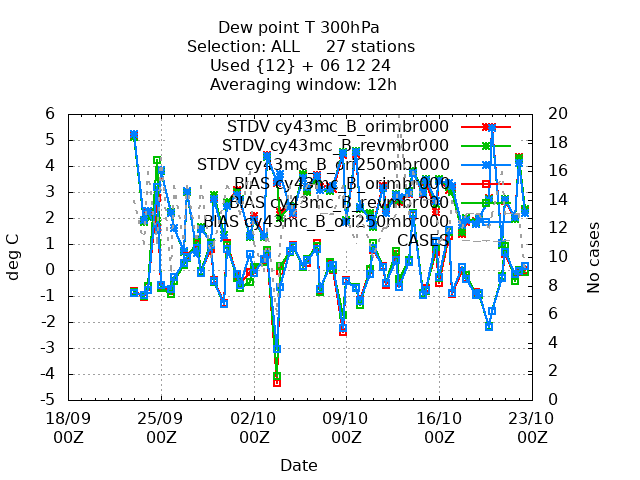 Dew point T 300hPa
Selection: ALL     27 stations
Used {12} + 06 12 24
Averaging window: 12h
deg C
No cases
6
5
4
3
2
1
0
-1
-2
-3
-4
-5
20
18
16
14
12
10
8
6
4
2
0
STDV cy43mc_B_orimbr000
STDV cy43mc_B_revmbr000
STDV cy43mc_B_ori250mbr000
BIAS cy43mc_B_orimbr000
BIAS cy43mc_B_revmbr000
BIAS cy43mc_B_ori250mbr000
CASES
18/09 25/09 02/10 09/10 16/10 23/10
00Z 00Z 00Z 00Z 00Z 00Z
Date